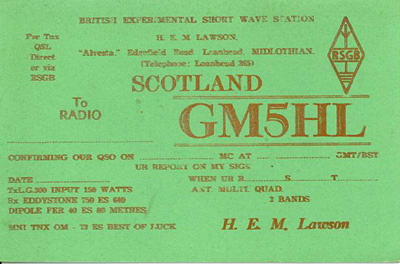 BRITISH EXPERIMENTAL SHORT WAVE STATION
For Tnx
QSL
Direct
or via
RSGB
H. E. M. LAWSON.
"Alvesta." Edgefield Road, Loanhead, MIDLOTHIAN.
(Telephone: Loanhead 265)
RSGB
SCOTLAND
To
RADIO
GM5HL
CONFIRMING OUR QSO ON MC AT GMT/BST
UR REPORT ON MY SIGS
DATE WHEN UR R S T
Tx L.G.300 INPUT 150 WATTS ANT. MULTI. QUAD.
Rx EDDYSTONE 750 ES 640 2 BANDS
DIPOLE FER 40 ES 80 METRES
MNI TNX OM - 73 ES BEST OF LUCK H. E. M. Lawson